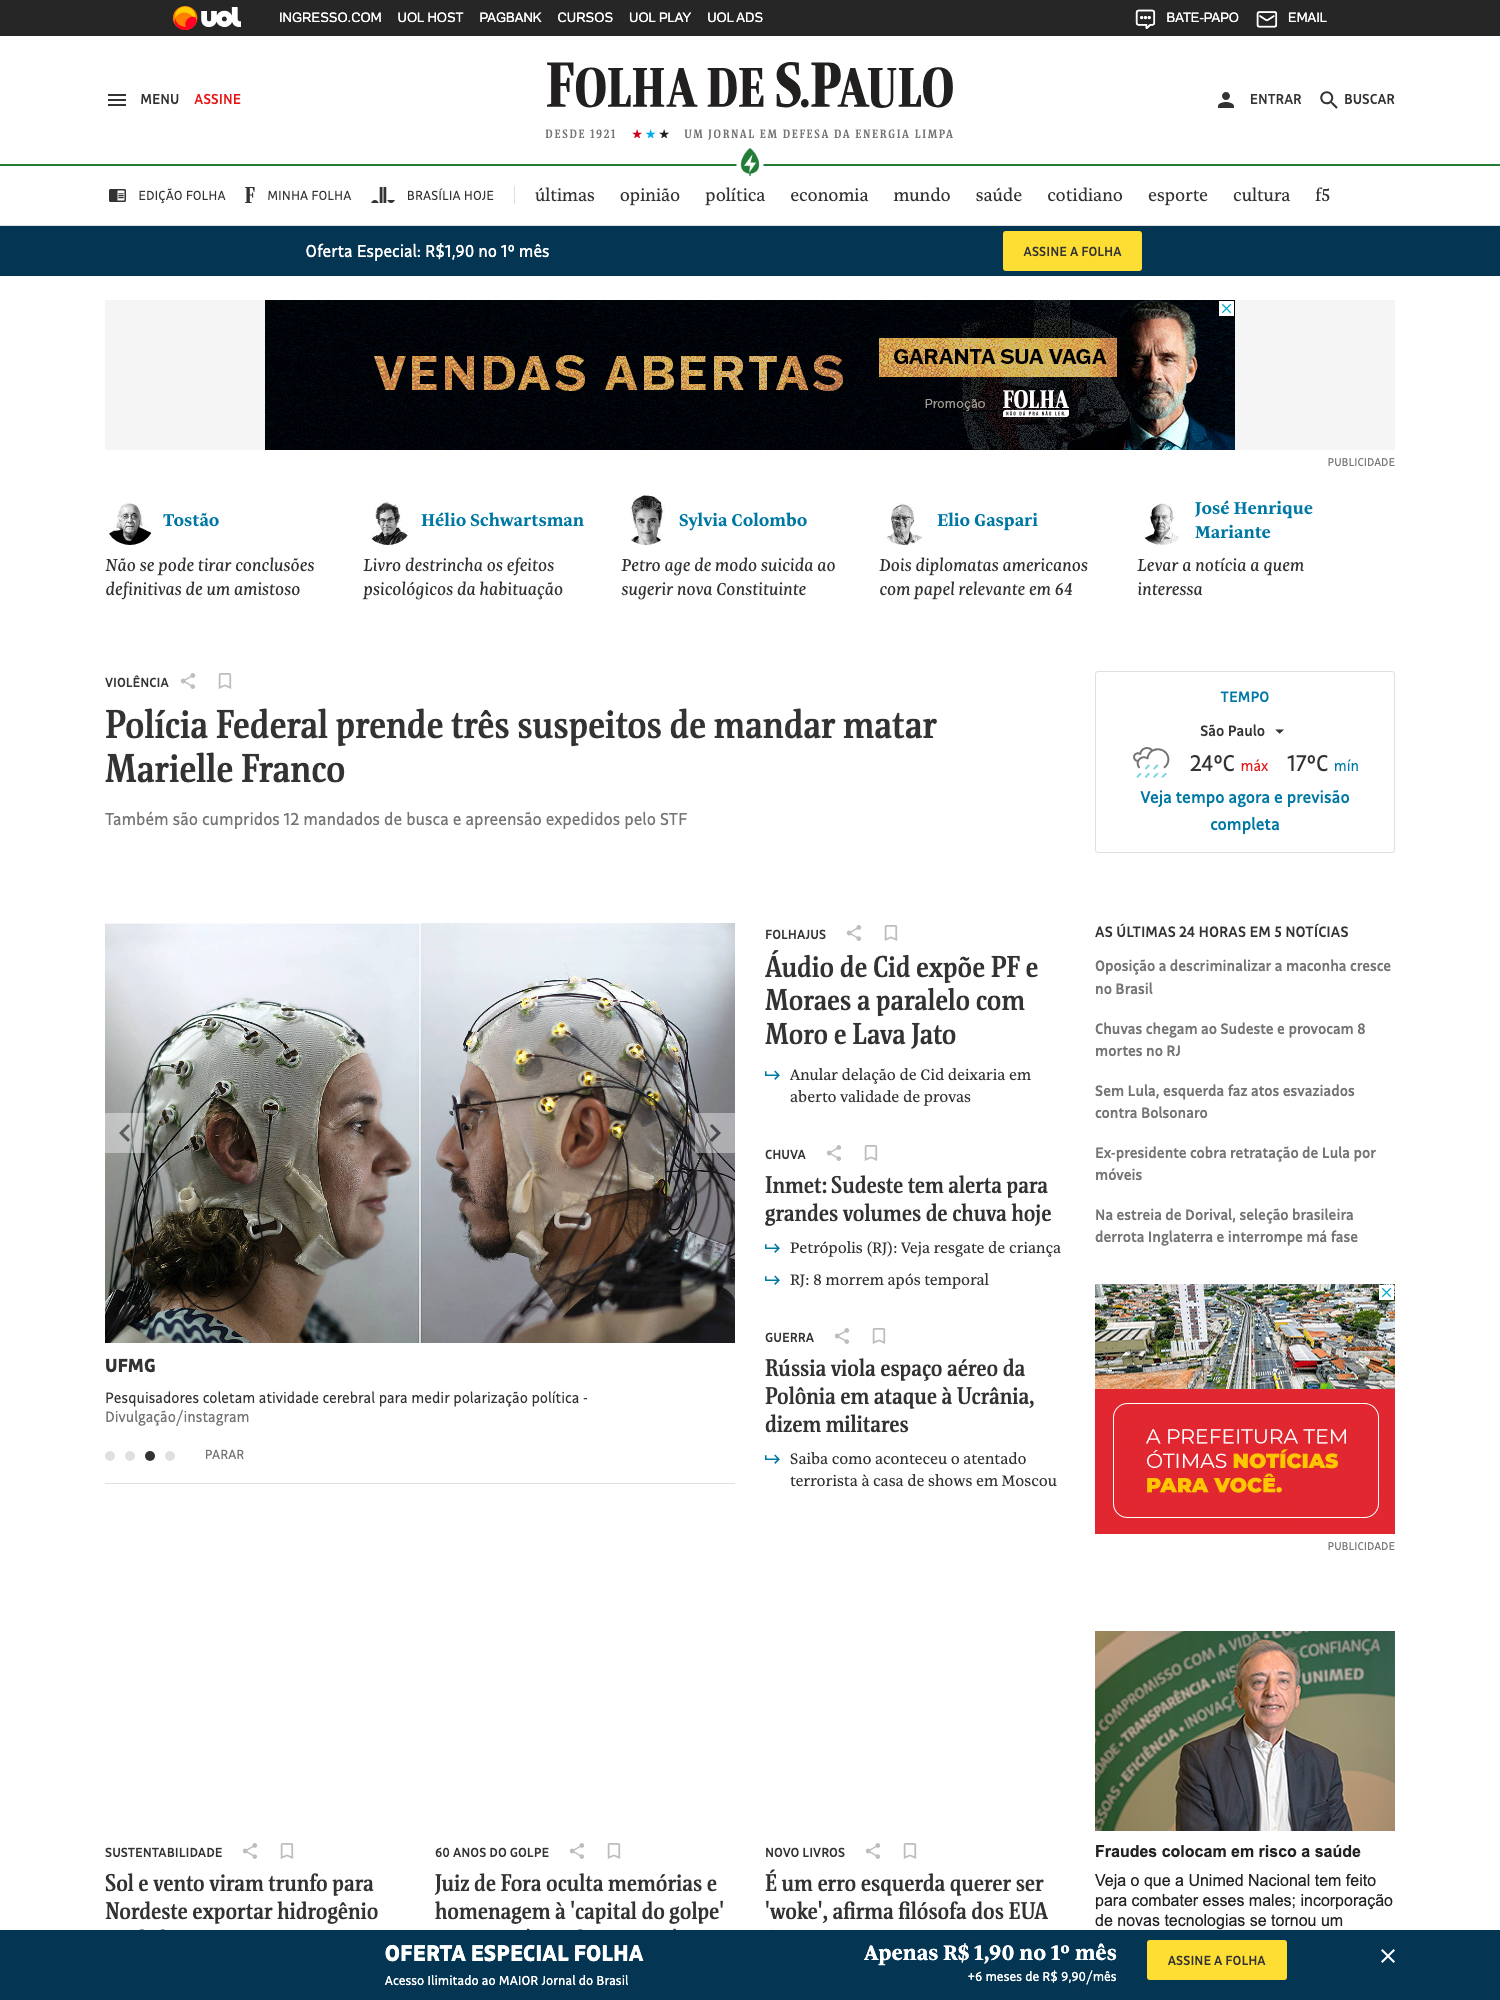 uol INGRESSO.COM UOL HOST PAGBANK CURSOS UOL PLAY UOL ADS BATE-PAPO EMAIL
MENU ASSINE FOLHA DE S.PAULO ENTRAR BUSCAR
DESDE 1921 ★★★ UM JORNAL EM DEFESA DA ENERGIA LIMPA
EDIÇÃO FOLHA F MINHA FOLHA BRASÍLIA HOJE últimas opinião política economia mundo saúde cotidiano esporte cultura f5
Oferta Especial: R$1,90 no 1º mês ASSINE A FOLHA
VENDAS ABERTAS
GARANTA SUA VAGA
Promoção FOLHA
NÃO DÁ PRA NÃO LER.
PUBLICIDADE
Tostão
Não se pode tirar conclusões
definitivas de um amistoso
Hélio Schwartsman
Livro destrincha os efeitos
psicológicos da habituação
Sylvia Colombo
Petro age de modo suicida ao
sugerir nova Constituinte
Elio Gaspari
Dois diplomatas americanos
com papel relevante em 64
José Henrique
Mariante
Levar a notícia a quem
interessa
VIOLÊNCIA
Polícia Federal prende três suspeitos de mandar matar
Marielle Franco
Também são cumpridos 12 mandados de busca e apreensão expedidos pelo STF
TEMPO
São Paulo
24ºC máx 17ºC mín
Veja tempo agora e previsão
completa
UFMG
Pesquisadores coletam atividade cerebral para medir polarização política -
Divulgação/instagram
PARAR
FOLHAJUS
Áudio de Cid expõe PF e
Moraes a paralelo com
Moro e Lava Jato
Anular delação de Cid deixaria em
aberto validade de provas
CHUVA
Inmet: Sudeste tem alerta para
grandes volumes de chuva hoje
Petrópolis (RJ): Veja resgate de criança
RJ: 8 morrem após temporal
GUERRA
Rússia viola espaço aéreo da
Polônia em ataque à Ucrânia,
dizem militares
Saiba como aconteceu o atentado
terrorista à casa de shows em Moscou
AS ÚLTIMAS 24 HORAS EM 5 NOTÍCIAS
Oposição a descriminalizar a maconha cresce
no Brasil
Chuvas chegam ao Sudeste e provocam 8
mortes no RJ
Sem Lula, esquerda faz atos esvaziados
contra Bolsonaro
Ex-presidente cobra retratação de Lula por
móveis
Na estreia de Dorival, seleção brasileira
derrota Inglaterra e interrompe má fase
A PREFEITURA TEM
ÓTIMAS NOTÍCIAS
PARA VOCÊ.
PUBLICIDADE
COMPROMISSO COM A VIDA
CONFIANÇA
TRANSPARÊNCIA
UNIMED
EFICIÊNCIA
Fraudes colocam em risco a saúde
Veja o que a Unimed Nacional tem feito
para combater esses males; incorporação
de novas tecnologias se tornou um
SUSTENTABILIDADE
Sol e vento viram trunfo para
Nordeste exportar hidrogênio
60 ANOS DO GOLPE
Juiz de Fora oculta memórias e
homenagem à 'capital do golpe'
NOVO LIVROS
É um erro esquerda querer ser
'woke', afirma filósofa dos EUA
OFERTA ESPECIAL FOLHA
Acesso Ilimitado ao MAIOR Jornal do Brasil
Apenas R$ 1,90 no 1º mês
+6 meses de R$ 9,90/mês
ASSINE A FOLHA